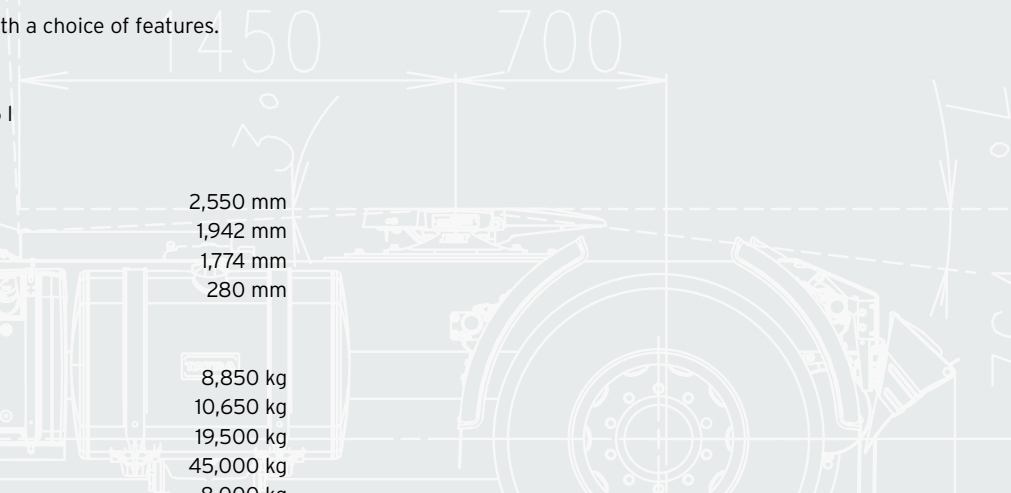 th a choice of features.
1450 700
3°
l
2,550 mm
1,942 mm
1,774 mm
280 mm
8,850 kg
10,650 kg
19,500 kg
45,000 kg